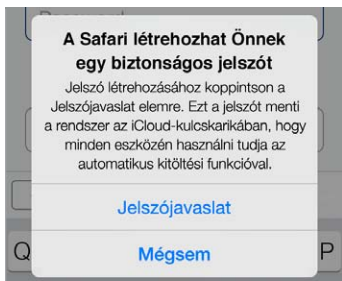 Password
A Safari létrehozhat Önnek
egy biztonságos jelszót
Jelszó létrehozásához koppintson a
Jelszójavaslat elemre. Ezt a jelszót menti
a rendszer az iCloud-kulcskarikában, hogy
minden eszközén használni tudja az
automatikus kitöltési funkcióval.
Jelszójavaslat
Q P
Mégsem